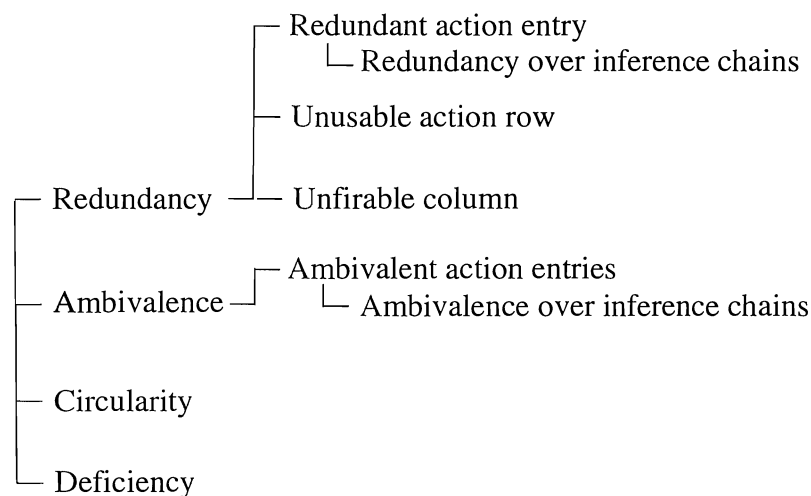 Redundant action entry
Redundancy over inference chains
Unusable action row
Redundancy
Unfirable column
Ambivalent action entries
Ambivalence
Ambivalence over inference chains
Circularity
Deficiency